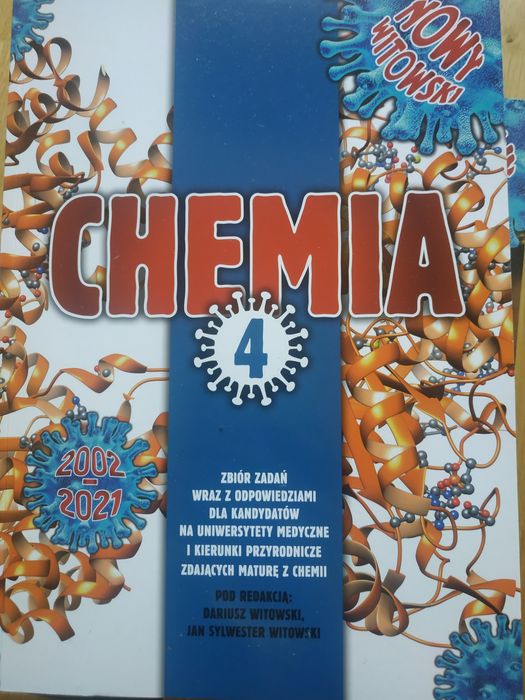 NOWY
WITOWSKI
CHEMIA
4
2002
–
2021
ZBIÓR ZADAŃ
WRAZ Z ODPOWIEDZIAMI
DLA KANDYDATÓW
NA UNIWERSYTETY MEDYCZNE
I KIERUNKI PRZYRODNICZE
ZDAJĄCYCH MATURĘ Z CHEMII
POD REDAKCJĄ:
DARIUSZ WITOWSKI,
JAN SYLWESTER WITOWSKI